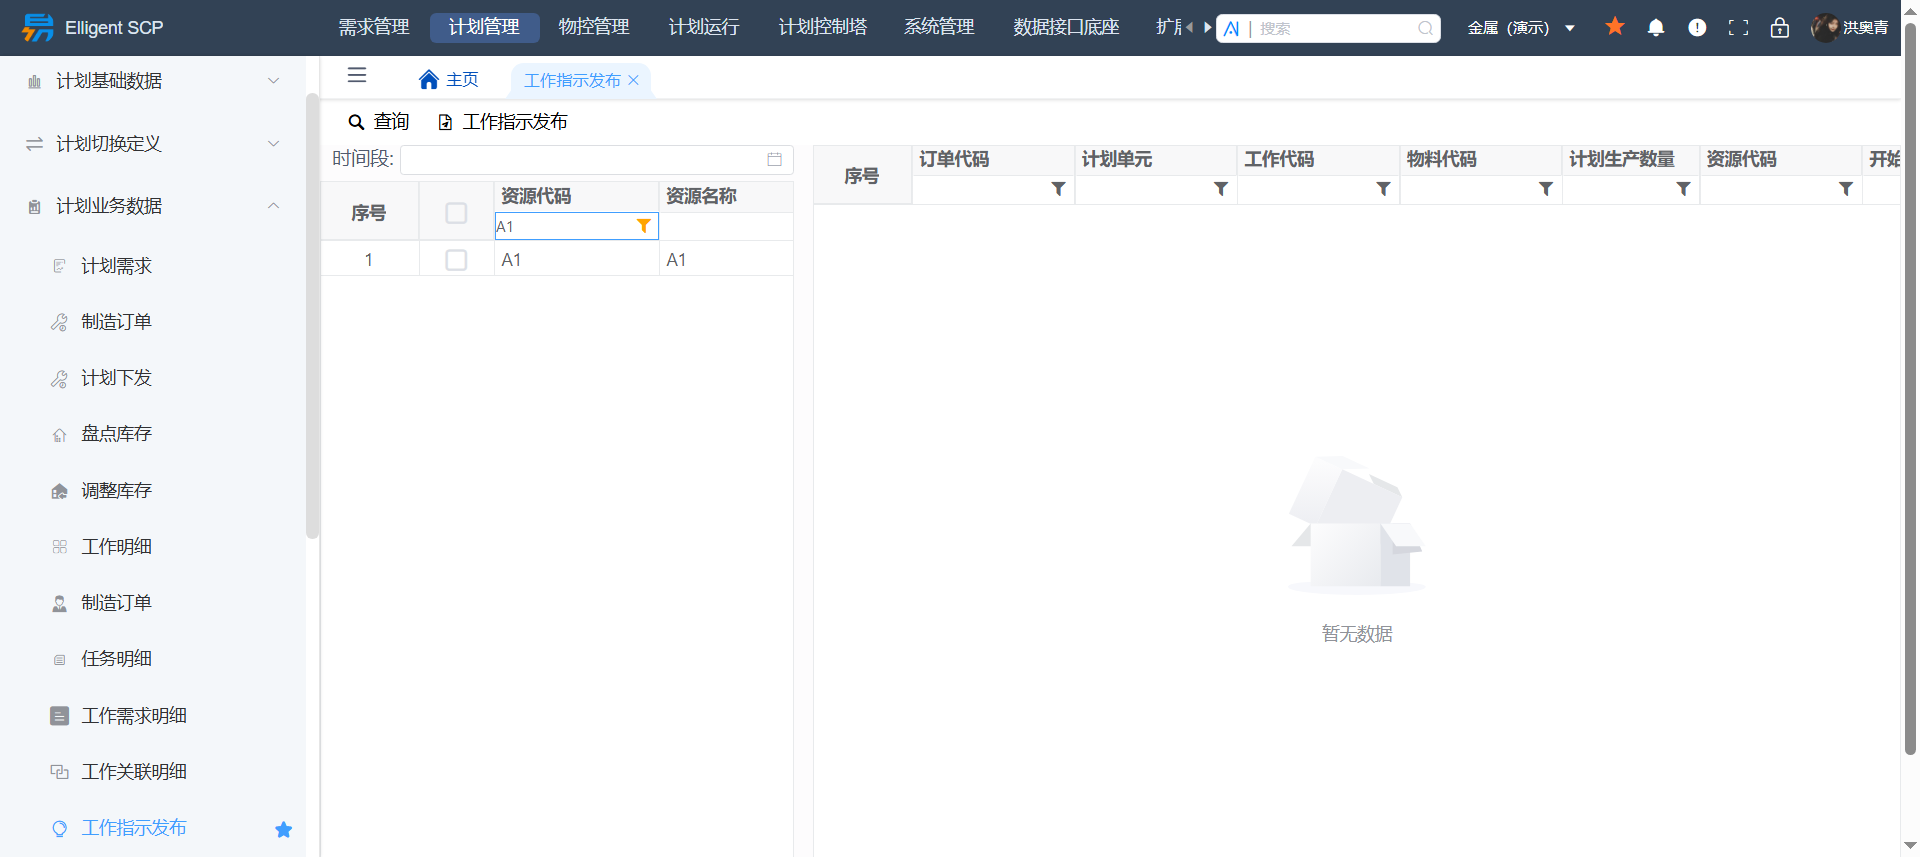 Elligent SCP
需求管理 计划管理 物控管理 计划运行 计划控制塔 系统管理 数据接口底座
搜索
金属（演示）
洪奥青
计划基础数据
计划切换定义
计划业务数据
计划需求
制造订单
计划下发
盘点库存
调整库存
工作明细
制造订单
任务明细
工作需求明细
工作关联明细
工作指示发布
主页 工作指示发布
查询 工作指示发布
时间段:
序号 资源代码 资源名称
A1
1 A1 A1
序号 订单代码 计划单元 工作代码 物料代码 计划生产数量 资源代码 开始
暂无数据